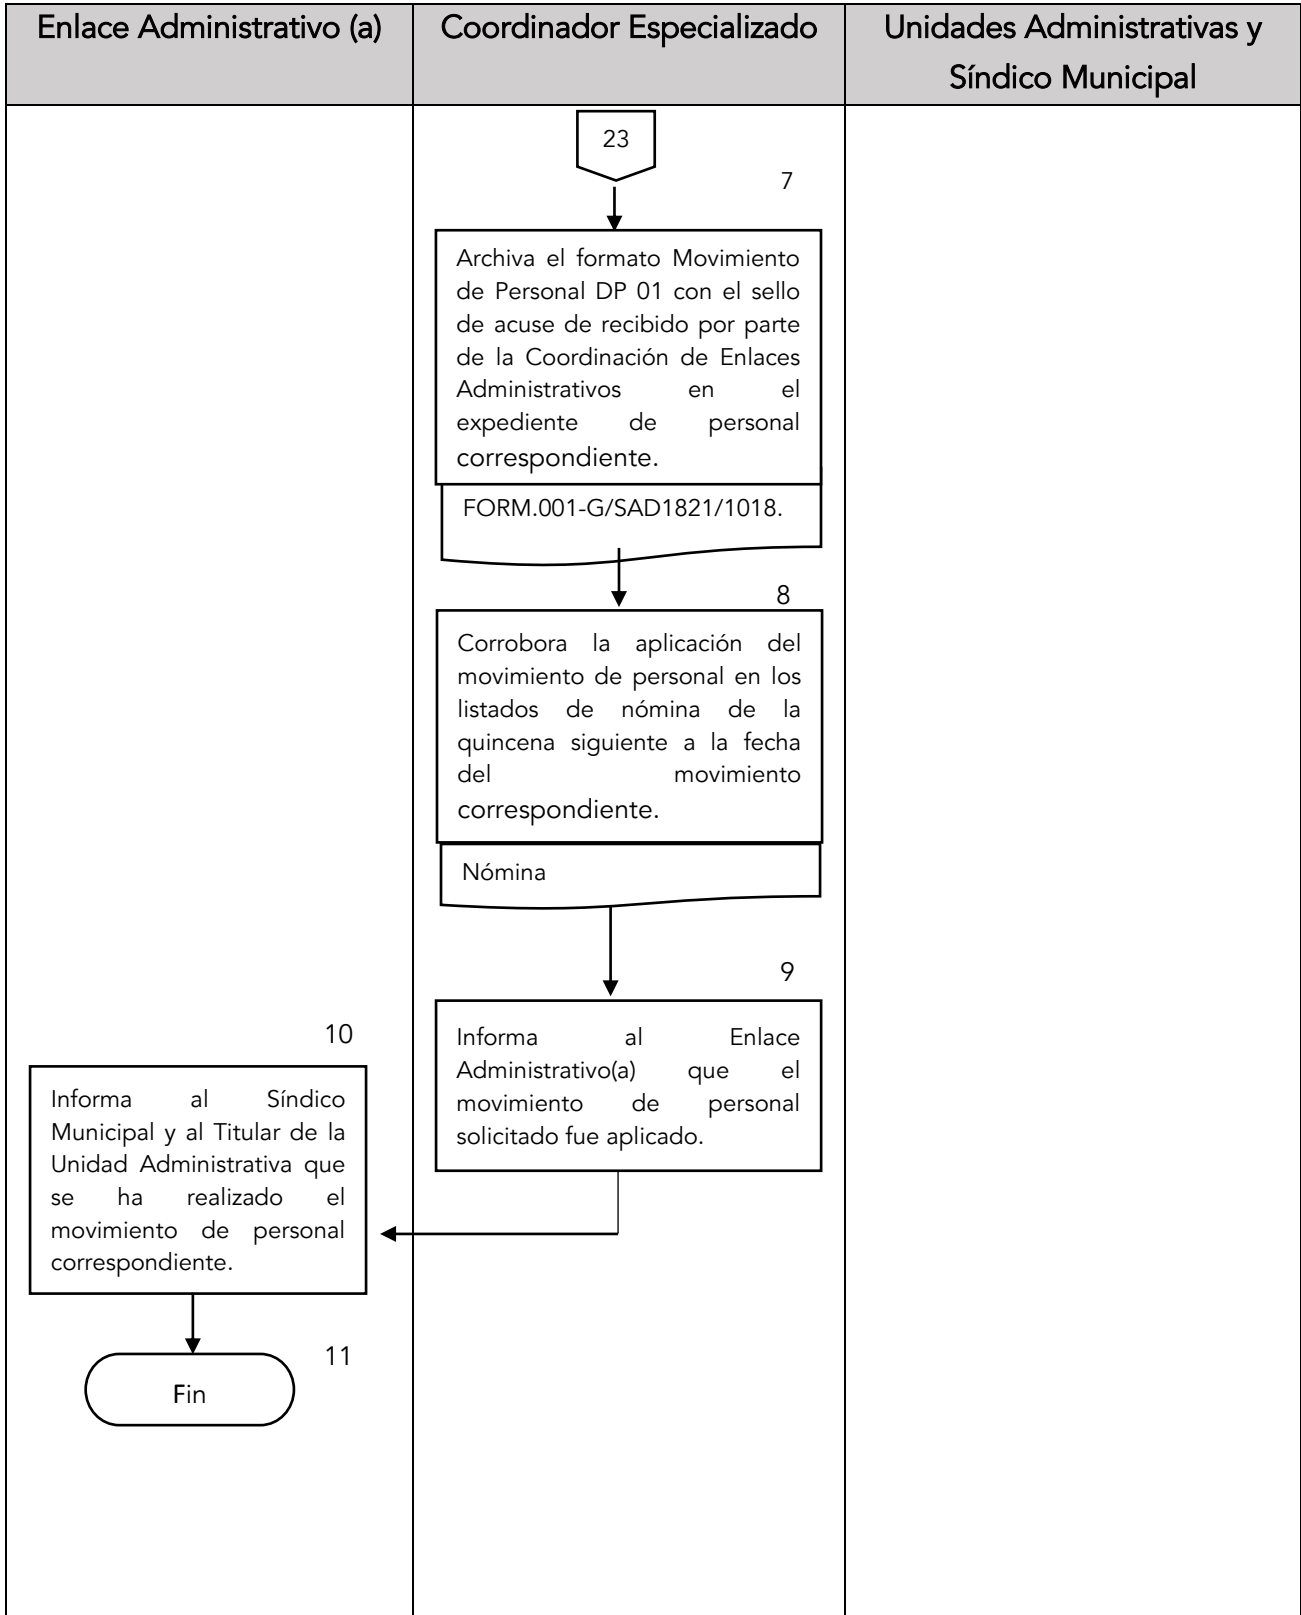 Enlace Administrativo (a)
Coordinador Especializado
Unidades Administrativas y
Síndico Municipal
23
7
Archiva el formato Movimiento
de Personal DP 01 con el sello
de acuse de recibido por parte
de la Coordinación de Enlaces
Administrativos en el
expediente de personal
correspondiente.
FORM.001-G/SAD1821/1018.
8
Corrobora la aplicación del
movimiento de personal en los
listados de nómina de la
quincena siguiente a la fecha
del movimiento
correspondiente.
Nómina
9
Informa al Enlace
Administrativo(a) que el
movimiento de personal
solicitado fue aplicado.
10
Informa al Síndico
Municipal y al Titular de la
Unidad Administrativa que
se ha realizado el
movimiento de personal
correspondiente.
11
Fin